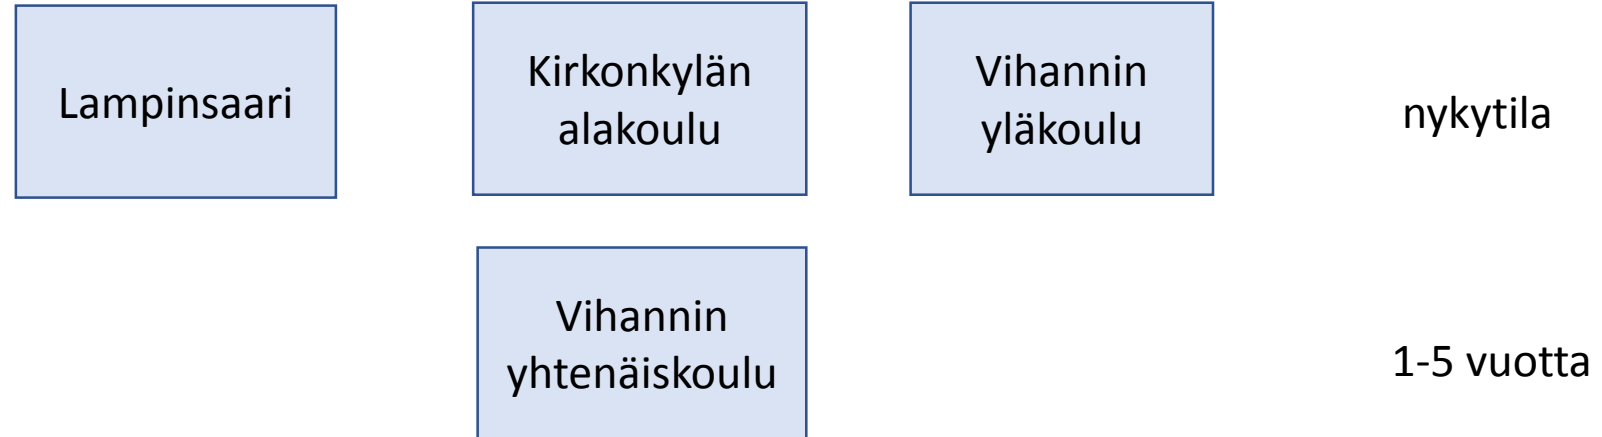 Lampinsaari
Kirkonkylän
alakoulu
Vihannin
yläkoulu
nykytila
Vihannin
yhtenäiskoulu
1-5 vuotta